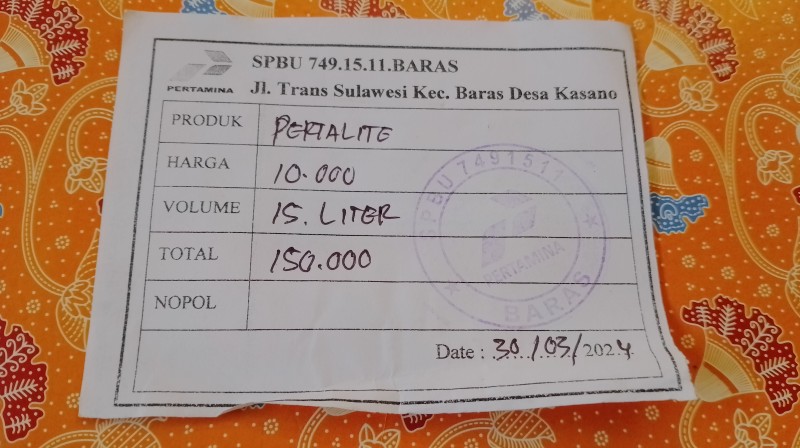 SPBU 749.15.11.BARAS
PERTAMINA
Jl. Trans Sulawesi Kec. Baras Desa Kasano
PRODUK PERTALITE
HARGA 10.000
VOLUME 15. LITER
TOTAL 150.000
NOPOL
SPBU 7491511
PERTAMINA
BARAS
Date : 30/03/2024